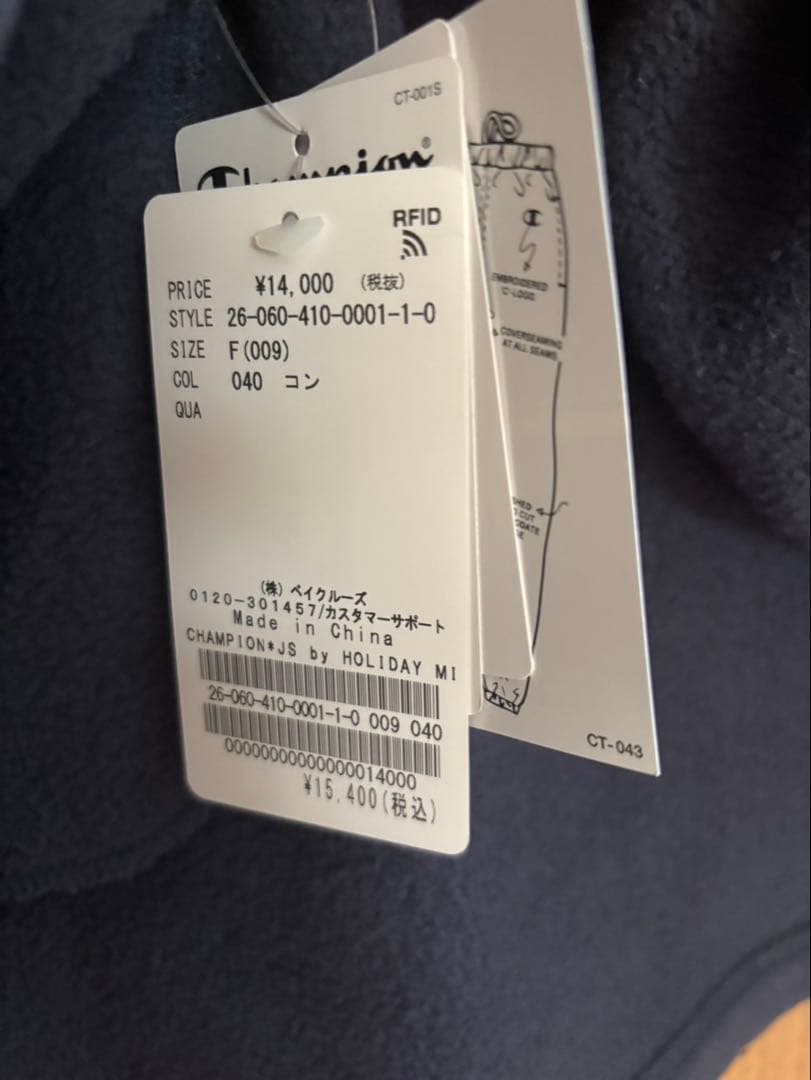 CT-001S
Champion®
RFID
PRICE ¥14,000 (税抜)
STYLE 26-060-410-0001-1-0
SIZE F(009)
COL 040 コン
QUA
(株) ベイクルーズ
0120-301457/カスタマーサポート
Made in China
CHAMPION*JS by HOLIDAY MI
26-060-410-0001-1-0 009 040
00000000000000014000
¥15,400(税込)
EMBROIDERED
"C"-LOGO
COVERSEAMING
AT ALL SEAMS
CUT
CT-043